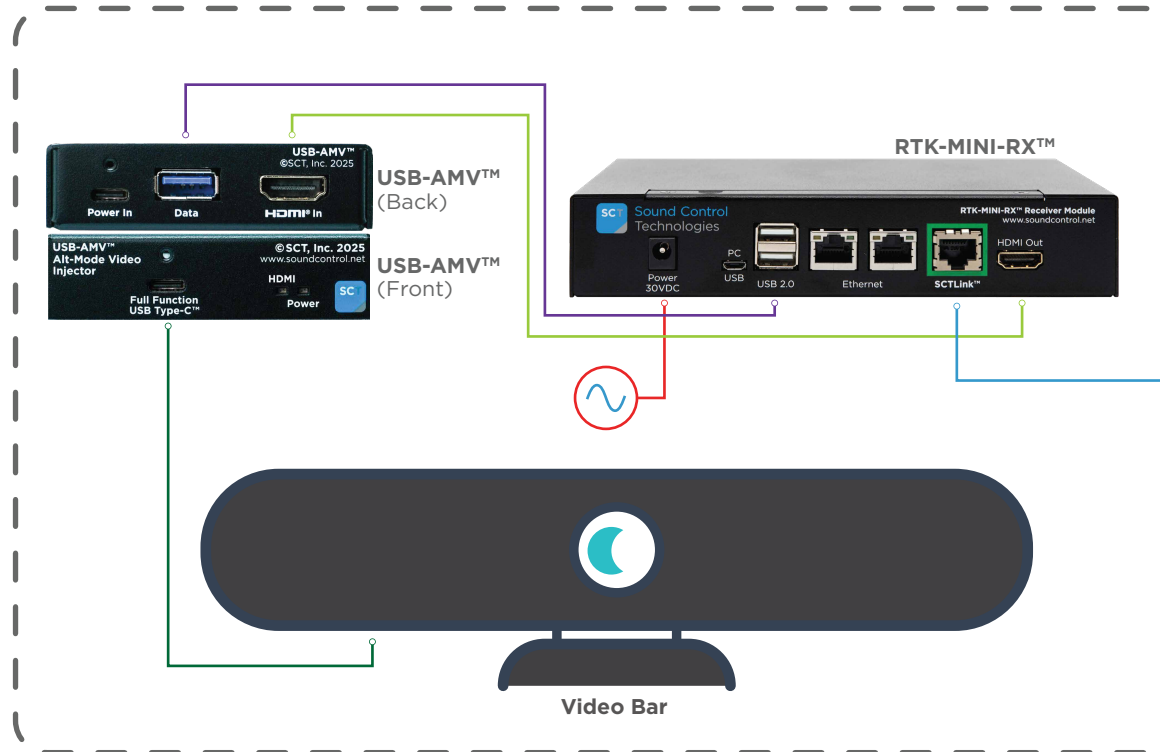 USB-AMV™
©SCT, Inc. 2025
Power In
Data
HDMI® In
USB-AMV™
(Back)
USB-AMV™
Alt-Mode Video
Injector
©SCT, Inc. 2025
www.soundcontrol.net
Full Function
USB Type-C™
HDMI
Power
SCT
USB-AMV™
(Front)
RTK-MINI-RX™
SCT
Sound Control
Technologies
RTK-MINI-RX™ Receiver Module
www.soundcontrol.net
Power
30VDC
PC
USB
USB 2.0
Ethernet
SCTLink™
HDMI Out
Video Bar